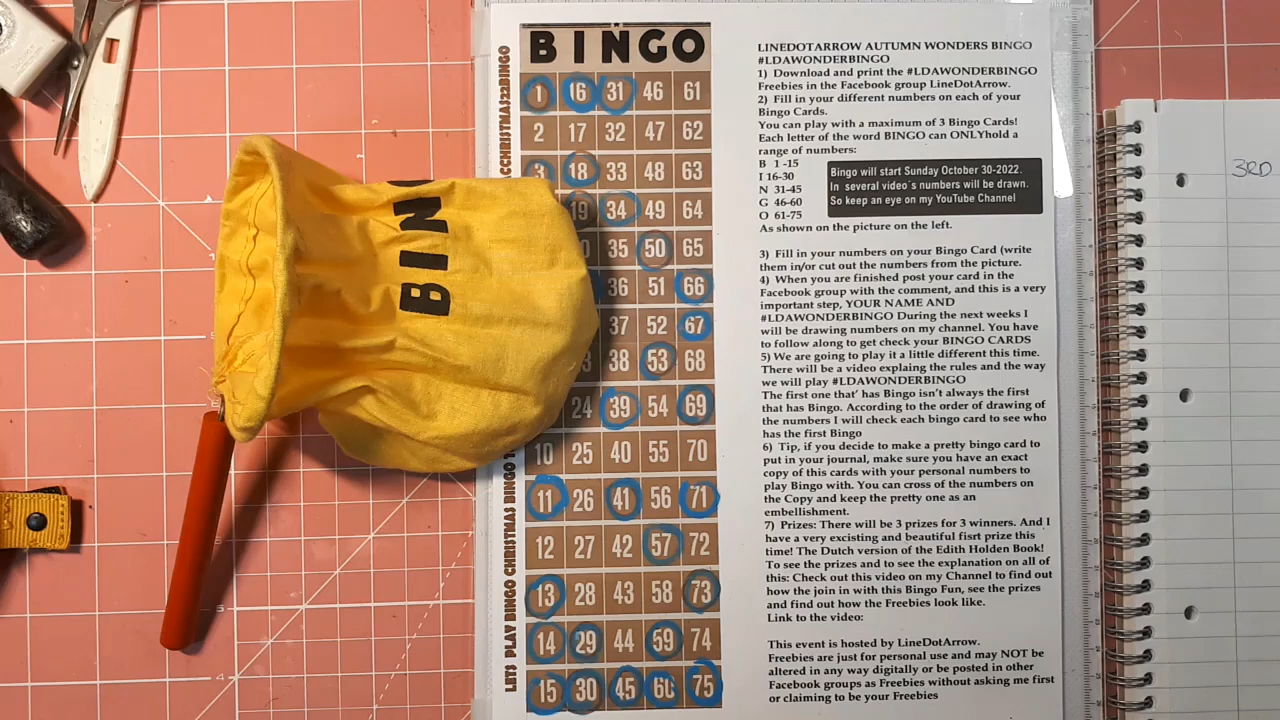 BINGO
1 16 31 46 61
2 17 32 47 62
3 18 33 48 63
19 34 49 64
35 50 65
36 51 66
37 52 67
38 53 68
24 39 54 69
10 25 40 55 70
11 26 41 56 71
12 27 42 57 72
13 28 43 58 73
14 29 44 59 74
15 30 45 60 75
LETS PLAY BINGO CHRISTMAS BINGO
BIN
LINEDOTARROW AUTUMN WONDERS BINGO
#LDAWONDERBINGO
1) Download and print the #LDAWONDERBINGO
Freebies in the Facebook group LineDotArrow.
2) Fill in your different numbers on each of your
Bingo Cards.
You can play with a maximum of 3 Bingo Cards!
Each letter of the word BINGO can ONLYhold a
range of numbers:
B 1 -15
I 16-30
N 31-45
G 46-60
O 61-75
As shown on the picture on the left.
Bingo will start Sunday October 30-2022.
In several video´s numbers will be drawn.
So keep an eye on my YouTube Channel
3) Fill in your numbers on your Bingo Card (write
them in/or cut out the numbers from the picture.
4) When you are finished post your card in the
Facebook group with the comment, and this is a very
important step, YOUR NAME AND
#LDAWONDERBINGO During the next weeks I
will be drawing numbers on my channel. You have
to follow along to get check your BINGO CARDS
5) We are going to play it a little different this time.
There will be a video explaing the rules and the way
we will play #LDAWONDERBINGO
The first one that' has Bingo isn't always the first
that has Bingo. According to the order of drawing of
the numbers I will check each bingo card to see who
has the first Bingo
6) Tip, if you decide to make a pretty bingo card to
put in your journal, make sure you have an exact
copy of this cards with your personal numbers to
play Bingo with. You can cross of the numbers on
the Copy and keep the pretty one as an
embellishment.
7) Prizes: There will be 3 prizes for 3 winners. And I
have a very excisting and beautiful fisrt prize this
time! The Dutch version of the Edith Holden Book!
To see the prizes and to see the explanation on all of
this: Check out this video on my Channel to find out
how the join in with this Bingo Fun, see the prizes
and find out how the Freebies look like.
Link to the video:
This event is hosted by LineDotArrow.
Freebies are just for personal use and may NOT be
altered in any way digitally or be posted in other
Facebook groups as Freebies without asking me first
or claiming to be your Freebies
3RD